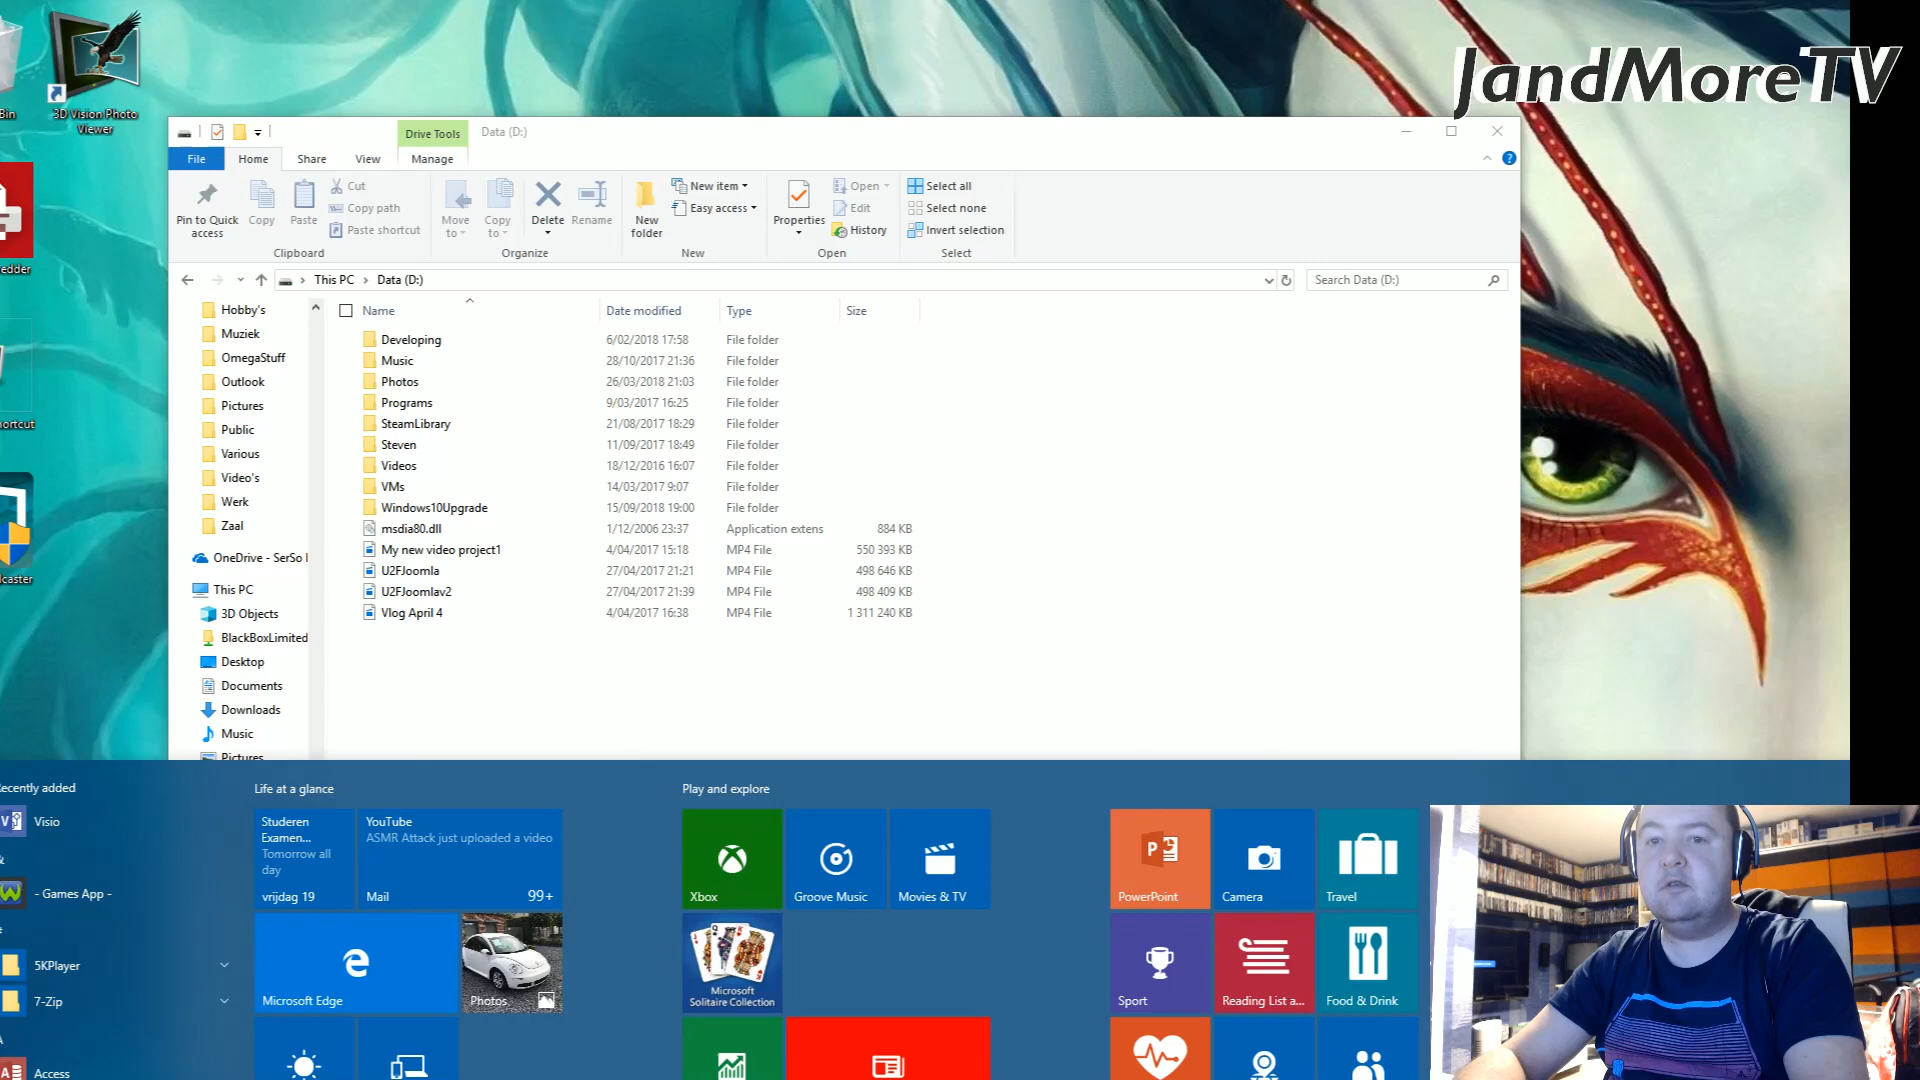 JandMoreTV
Bin
3D Vision Photo
Viewer
edder
ortcut
caster
Drive Tools
Data (D:)
File
Home
Share
View
Manage
Pin to Quick
access
Copy
Paste
Cut
Copy path
Paste shortcut
Clipboard
Move
to
Copy
to
Delete
Rename
Organize
New
folder
New item
Easy access
New
Properties
Open
Edit
History
Open
Select all
Select none
Invert selection
Select
This PC > Data (D:)
Search Data (D:)
Hobby's
Muziek
OmegaStuff
Outlook
Pictures
Public
Various
Video's
Werk
Zaal
OneDrive - SerSo
This PC
3D Objects
BlackBoxLimited
Desktop
Documents
Downloads
Music
Pictures
Name Date modified Type Size
Developing 6/02/2018 17:58 File folder
Music 28/10/2017 21:36 File folder
Photos 26/03/2018 21:03 File folder
Programs 9/03/2017 16:25 File folder
SteamLibrary 21/08/2017 18:29 File folder
Steven 11/09/2017 18:49 File folder
Videos 18/12/2016 16:07 File folder
VMs 14/03/2017 9:07 File folder
Windows10Upgrade 15/09/2018 19:00 File folder
msdia80.dll 1/12/2006 23:37 Application extens 884 KB
My new video project1 4/04/2017 15:18 MP4 File 550 393 KB
U2FJoomla 27/04/2017 21:21 MP4 File 498 646 KB
U2FJoomlav2 27/04/2017 21:39 MP4 File 498 409 KB
Vlog April 4 4/04/2017 16:38 MP4 File 1 311 240 KB
ecently added
Visio
&
- Games App -
#
5KPlayer
7-Zip
A
Access
Life at a glance
Studeren
Examen...
Tomorrow all
day
vrijdag 19
YouTube
ASMR Attack just uploaded a video
Mail 99+
Microsoft Edge
Photos
Play and explore
Xbox
Groove Music
Movies & TV
Microsoft
Solitaire Collection
PowerPoint
Camera
Travel
Sport
Reading List a...
Food & Drink